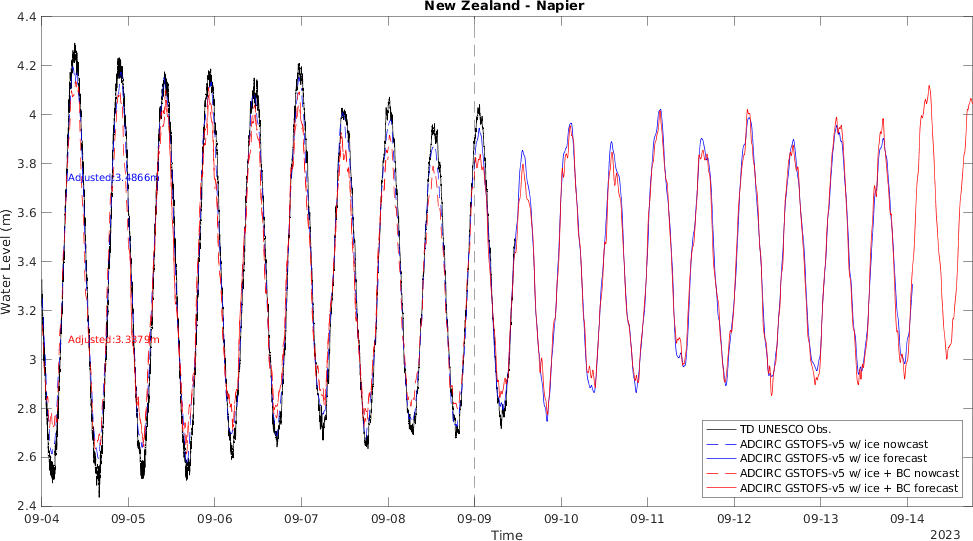 New Zealand - Napier
4.4
4.2
4
3.8
3.6
3.4
3.2
3
2.8
2.6
2.4
Water Level (m)
Adjusted:3.4866m
Adjusted:3.3379m
TD UNESCO Obs.
ADCIRC GSTOFS-v5 w/ ice nowcast
ADCIRC GSTOFS-v5 w/ ice forecast
ADCIRC GSTOFS-v5 w/ ice + BC nowcast
ADCIRC GSTOFS-v5 w/ ice + BC forecast
09-04 09-05 09-06 09-07 09-08 09-09 09-10 09-11 09-12 09-13 09-14
Time
2023